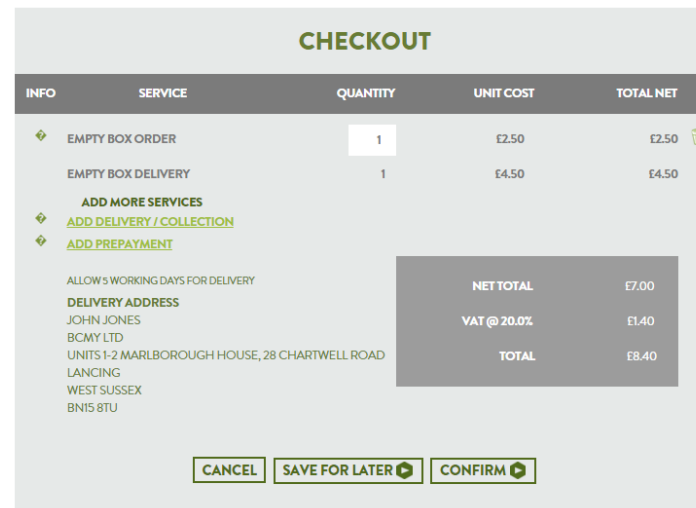 CHECKOUT
INFO SERVICE QUANTITY UNIT COST TOTAL NET
EMPTY BOX ORDER 1 £2.50 £2.50
EMPTY BOX DELIVERY 1 £4.50 £4.50
ADD MORE SERVICES
ADD DELIVERY / COLLECTION
ADD PREPAYMENT
ALLOW 5 WORKING DAYS FOR DELIVERY
DELIVERY ADDRESS
JOHN JONES
BCMY LTD
UNITS 1-2 MARLBOROUGH HOUSE, 28 CHARTWELL ROAD
LANCING
WEST SUSSEX
BN15 8TU
NET TOTAL £7.00
VAT @ 20.0% £1.40
TOTAL £8.40
CANCEL SAVE FOR LATER CONFIRM